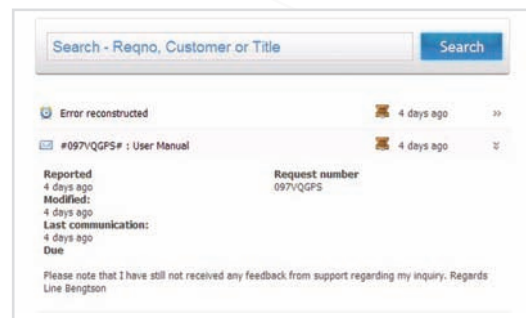 Search - Reqno, Customer or Title Search
Error reconstructed 4 days ago »
#097VQGPS# : User Manual 4 days ago
Reported Request number
4 days ago 097VQGPS
Modified:
4 days ago
Last communication:
4 days ago
Due
Please note that I have still not received any feedback from support regarding my inquiry. Regards
Line Bengtson